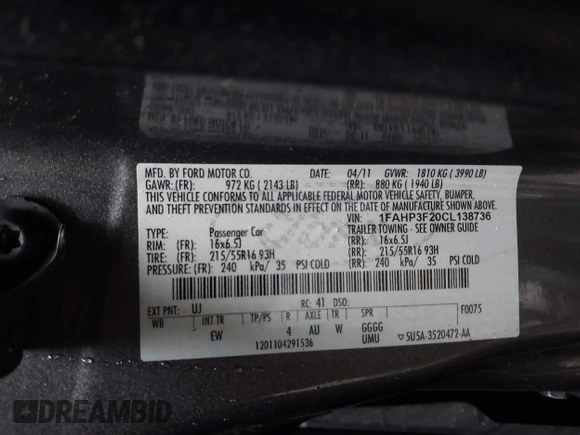 MFD. BY FORD MOTOR CO. DATE: 04/11 GVWR: 1810 KG ( 3990 LB)
GAWR: (FR): 972 KG ( 2143 LB) (RR): 880 KG ( 1940 LB)
THIS VEHICLE CONFORMS TO ALL APPLICABLE FEDERAL MOTOR VEHICLE SAFETY, BUMPER,
AND THEFT PREVENTION STANDARDS IN EFFECT ON THE DATE OF MANUFACTURE SHOWN ABOVE.
VIN: 1FAHP3F20CL138736
TYPE: Passenger Car TRAILER TOWING - SEE OWNER GUIDE
RIM: (FR): 16x6.5J (RR): 16x6.5J
TIRE: (FR): 215/55R16 93H (RR): 215/55R16 93H
PRESSURE: (FR): 240 kPa/ 35 PSI COLD (RR): 240 kPa/ 35 PSI COLD
EXT PNT: UJ RC: 41 DSO: F0075
WB INT TR TP/PS R AXLE TR SPR
EW 4 AU W GGGG
UMU
1201104291536 5U5A-3520472-AA
DREAMBID